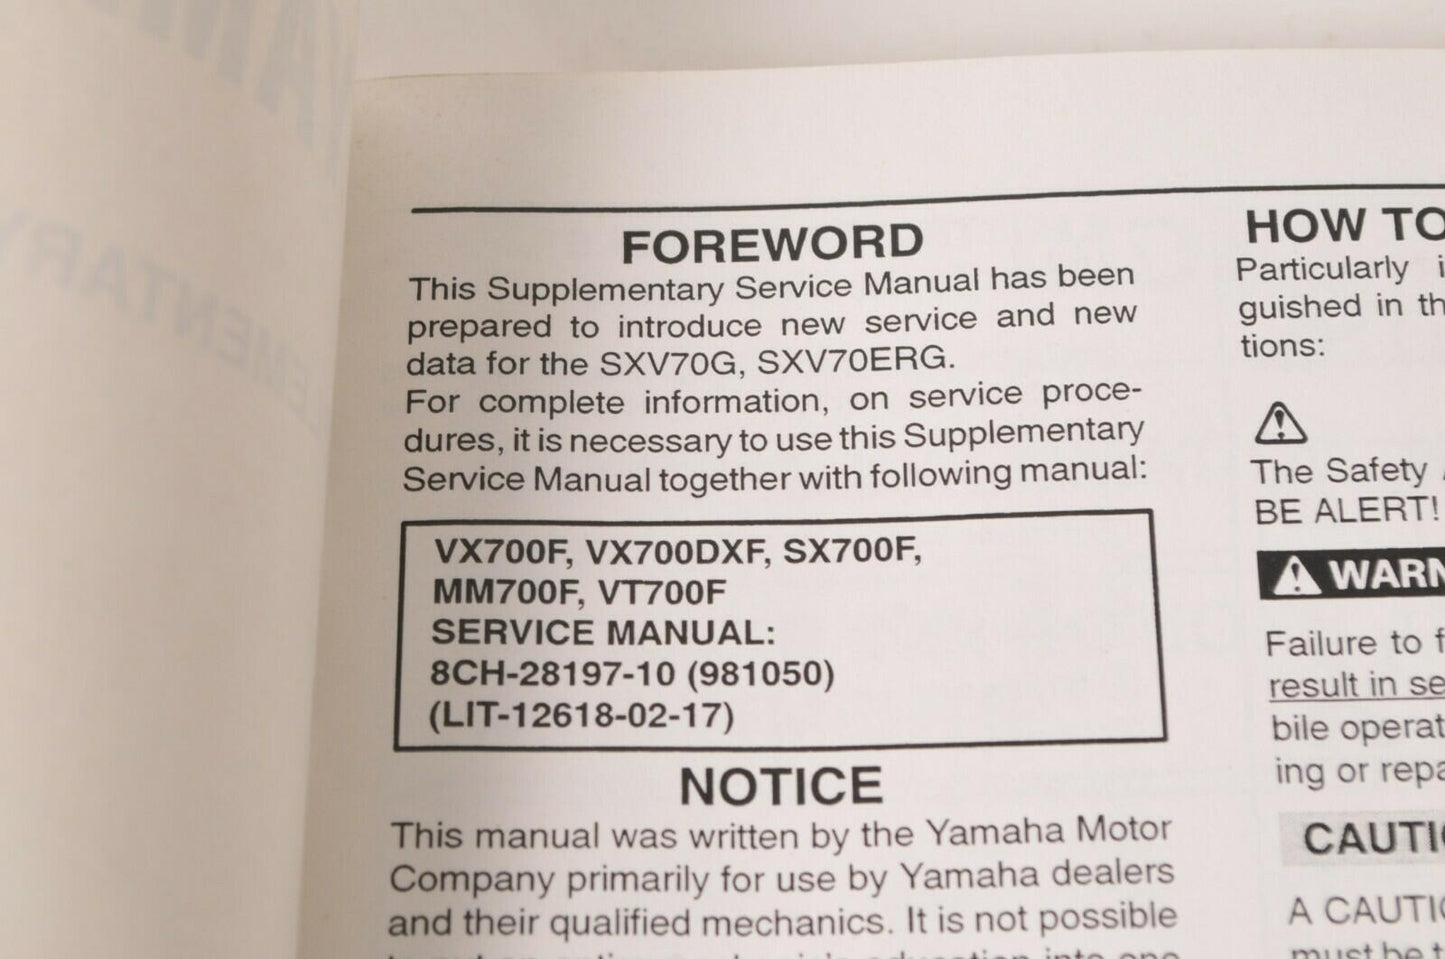 FOREWORD
This Supplementary Service Manual has been
prepared to introduce new service and new
data for the SXV70G, SXV70ERG.
For complete information, on service proce-
dures, it is necessary to use this Supplementary
Service Manual together with following manual:
VX700F, VX700DXF, SX700F,
MM700F, VT700F
SERVICE MANUAL:
8CH-28197-10 (981050)
(LIT-12618-02-17)
NOTICE
This manual was written by the Yamaha Motor
Company primarily for use by Yamaha dealers
and their qualified mechanics. It is not possible
HOW TO
Particularly
guished in
tions:
The Safety
BE ALERT!
WARN
Failure to
result in
bile operat
ing or repa
CAUTI
A CAUTI
must be